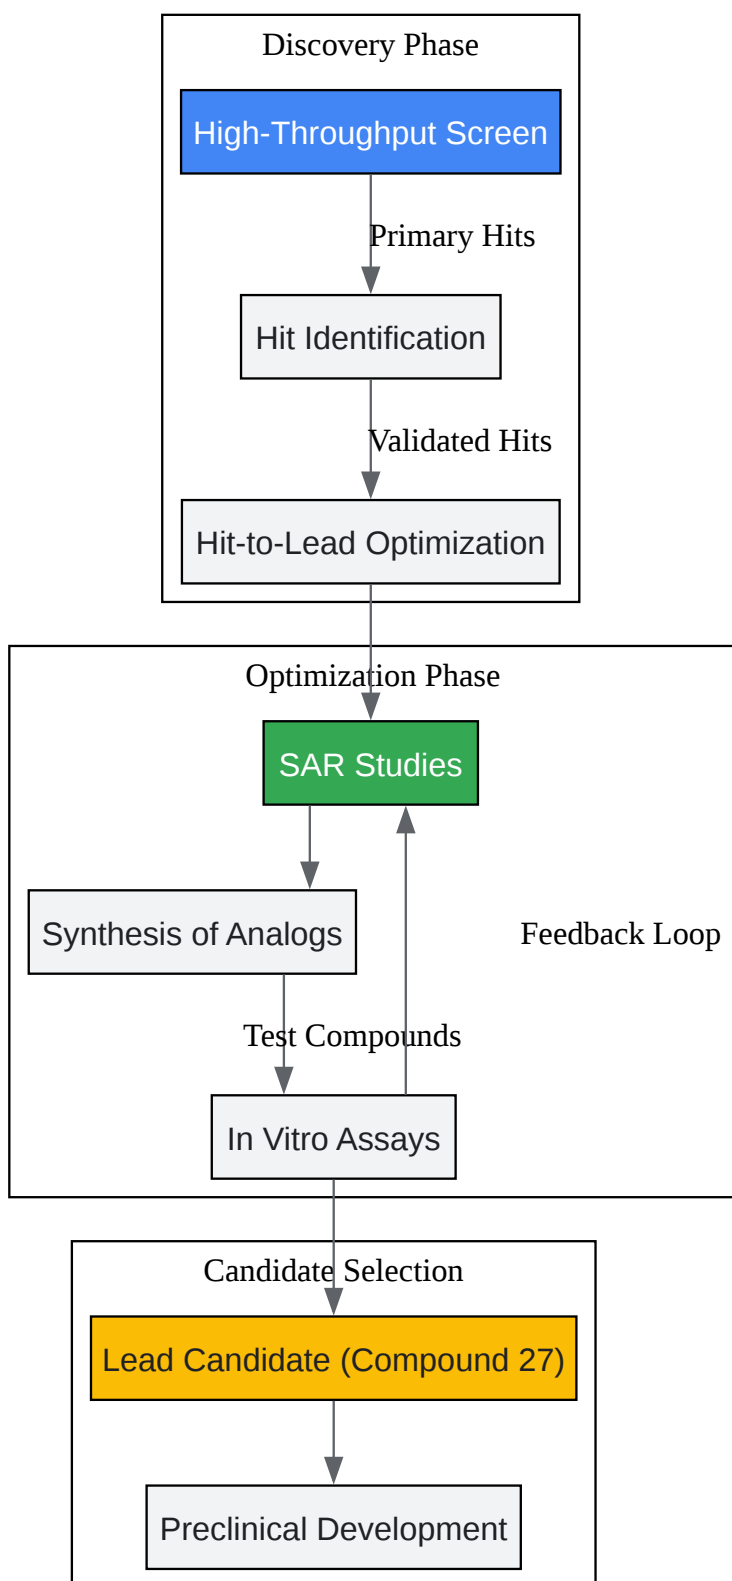 Discovery Phase
High-Throughput Screen
Primary Hits
Hit Identification
Validated Hits
Hit-to-Lead Optimization
Optimization Phase
SAR Studies
Synthesis of Analogs
Feedback Loop
Test Compounds
In Vitro Assays
Candidate Selection
Lead Candidate (Compound 27)
Preclinical Development